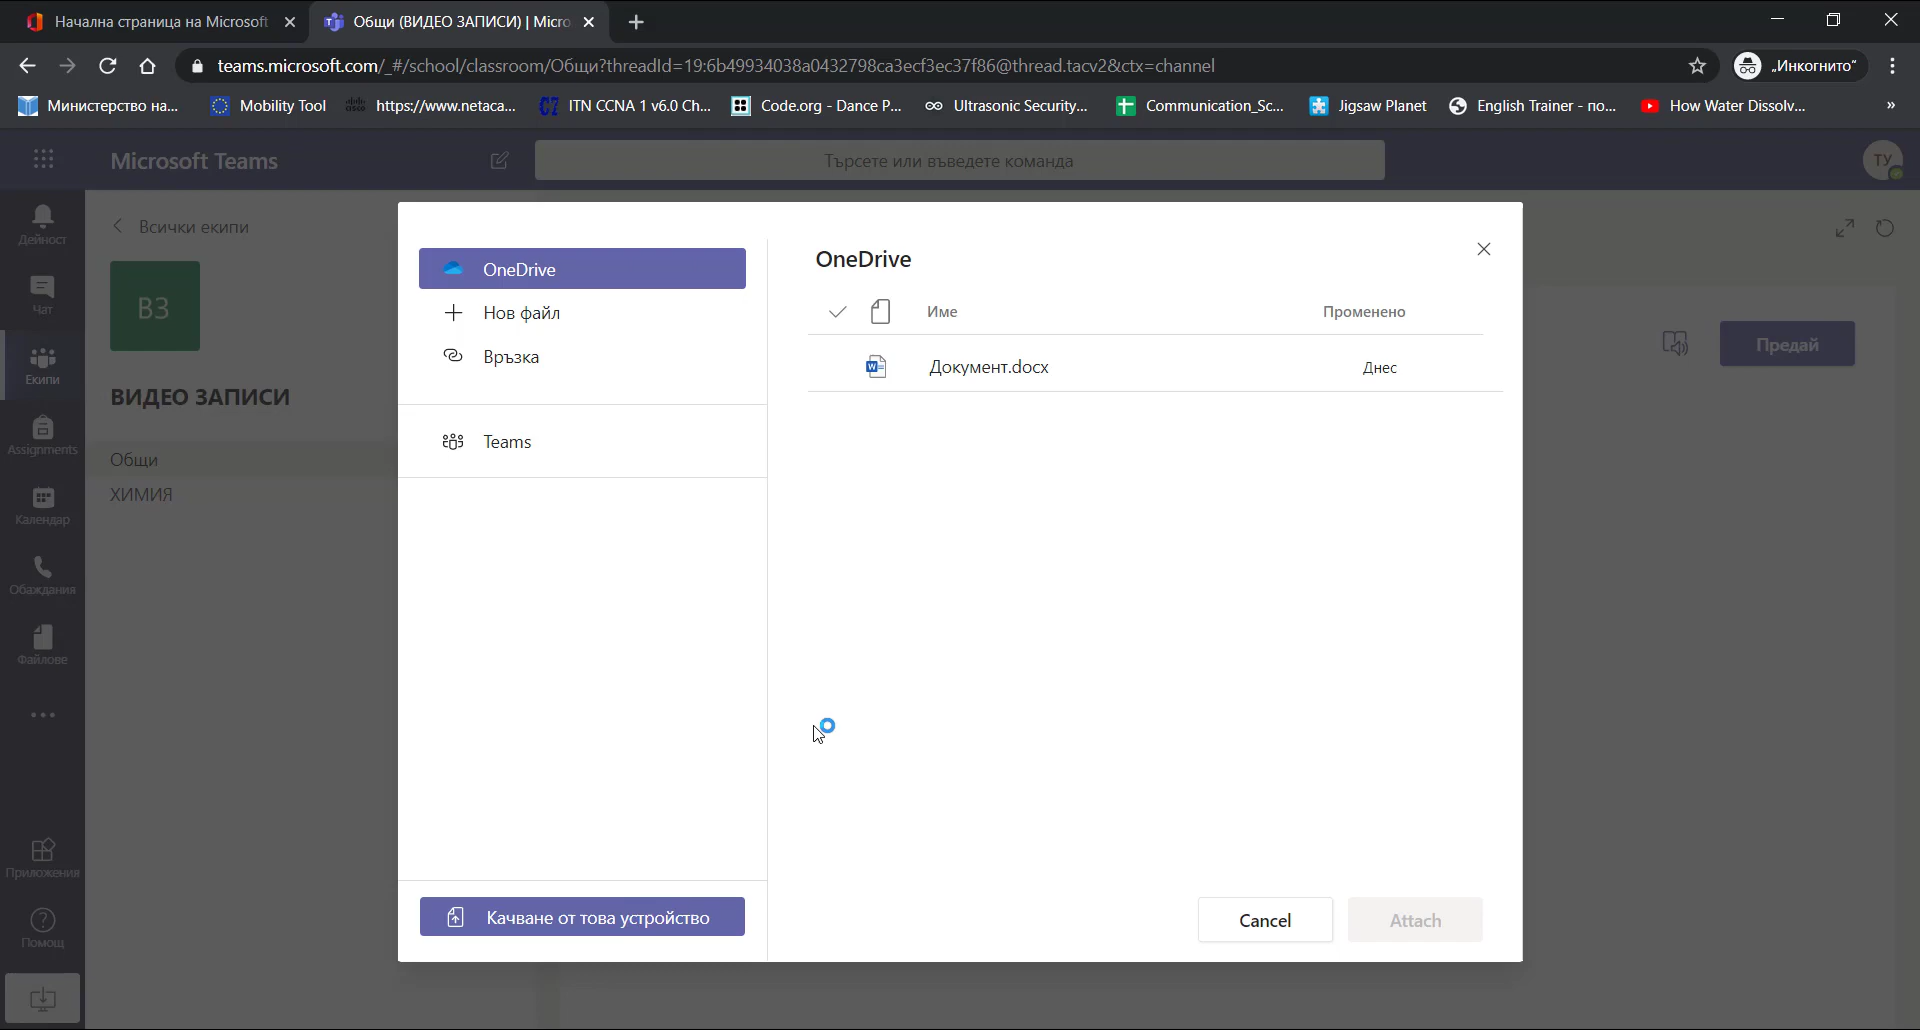 Начална страница на Microsoft
Общи (ВИДЕО ЗАПИСИ) | Micro
teams.microsoft.com/_#/school/classroom/Общи?threadId=19:6b49934038a0432798ca3ecf3ec37f86@thread.tacv2&ctx=channel
„Инкогнито“
Министерство на...
Mobility Tool
https://www.netaca...
ITN CCNA 1 v6.0 Ch...
Code.org - Dance P...
Ultrasonic Security...
Communication_Sc...
Jigsaw Planet
English Trainer - по...
How Water Dissolv...
»
Microsoft Teams
Търсете или въведете команда
ТУ
Дейност
Чат
Екипи
Assignments
Календар
Обаждания
Файлове
Приложения
Помощ
Всички екипи
ВЗ
ВИДЕО ЗАПИСИ
Общи
ХИМИЯ
OneDrive
Нов файл
Връзка
Teams
Качване от това устройство
OneDrive
Име
Променено
Документ.docx
Днес
Cancel
Attach
Предай